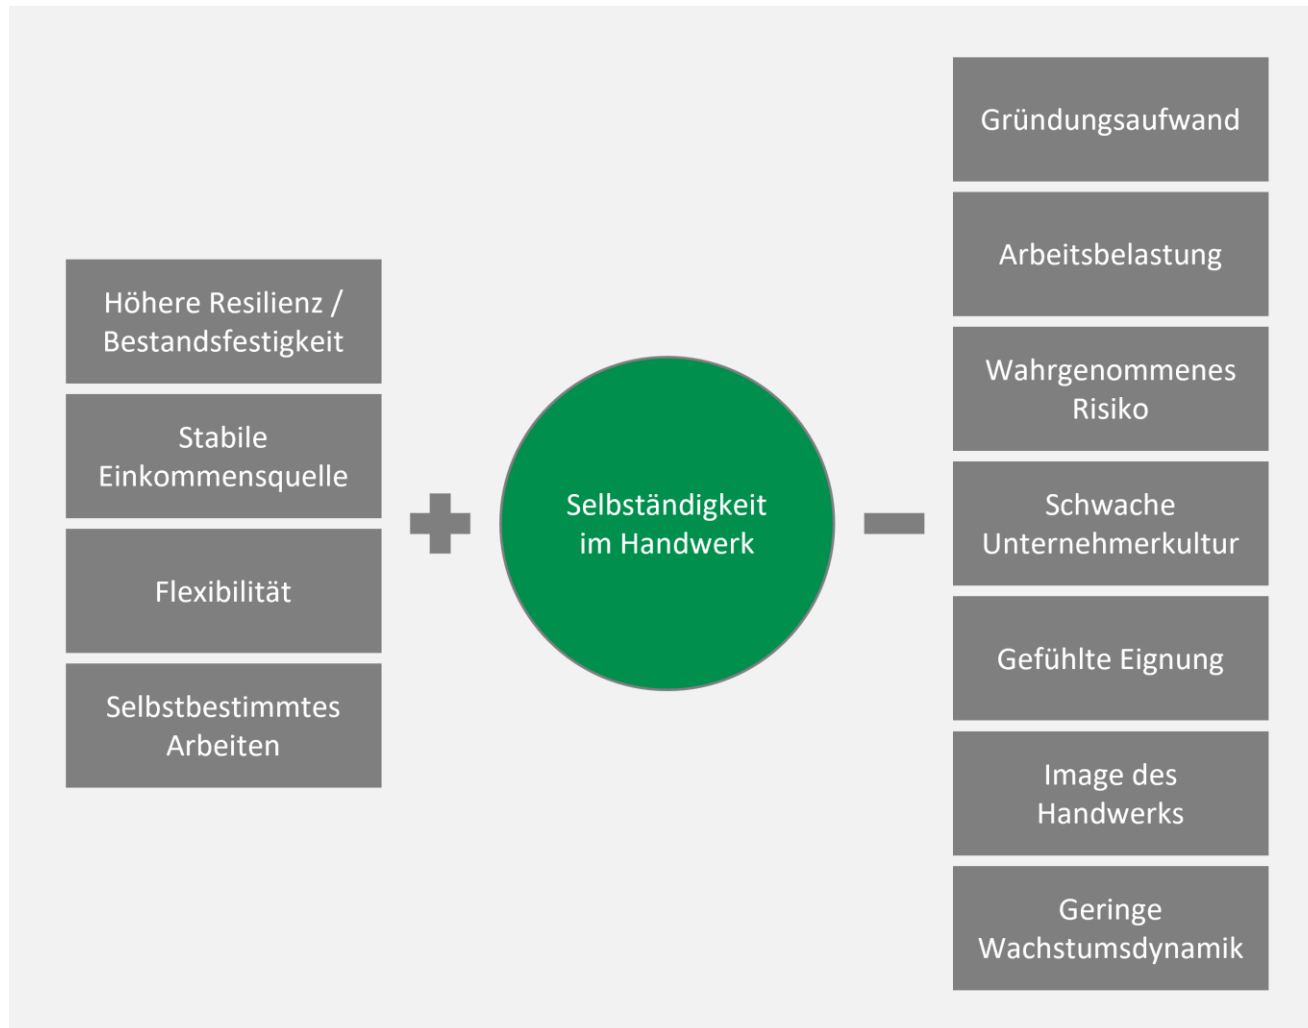 Höhere Resilienz /
Bestandsfestigkeit
Stabile
Einkommensquelle
Flexibilität
Selbstbestimmtes
Arbeiten
Selbständigkeit
im Handwerk
Gründungsaufwand
Arbeitsbelastung
Wahrgenommenes
Risiko
Schwache
Unternehmerkultur
Gefühlte Eignung
Image des
Handwerks
Geringe
Wachstumsdynamik